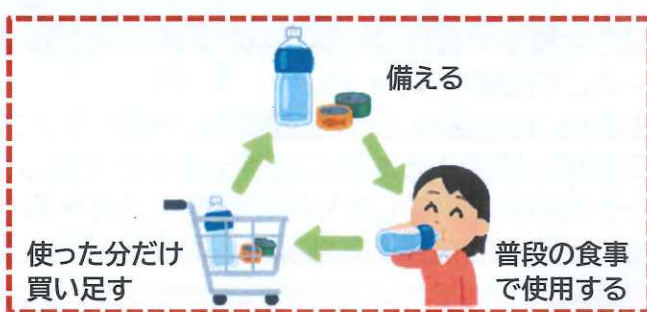 備える
普段の食事
で使用する
使った分だけ
買い足す